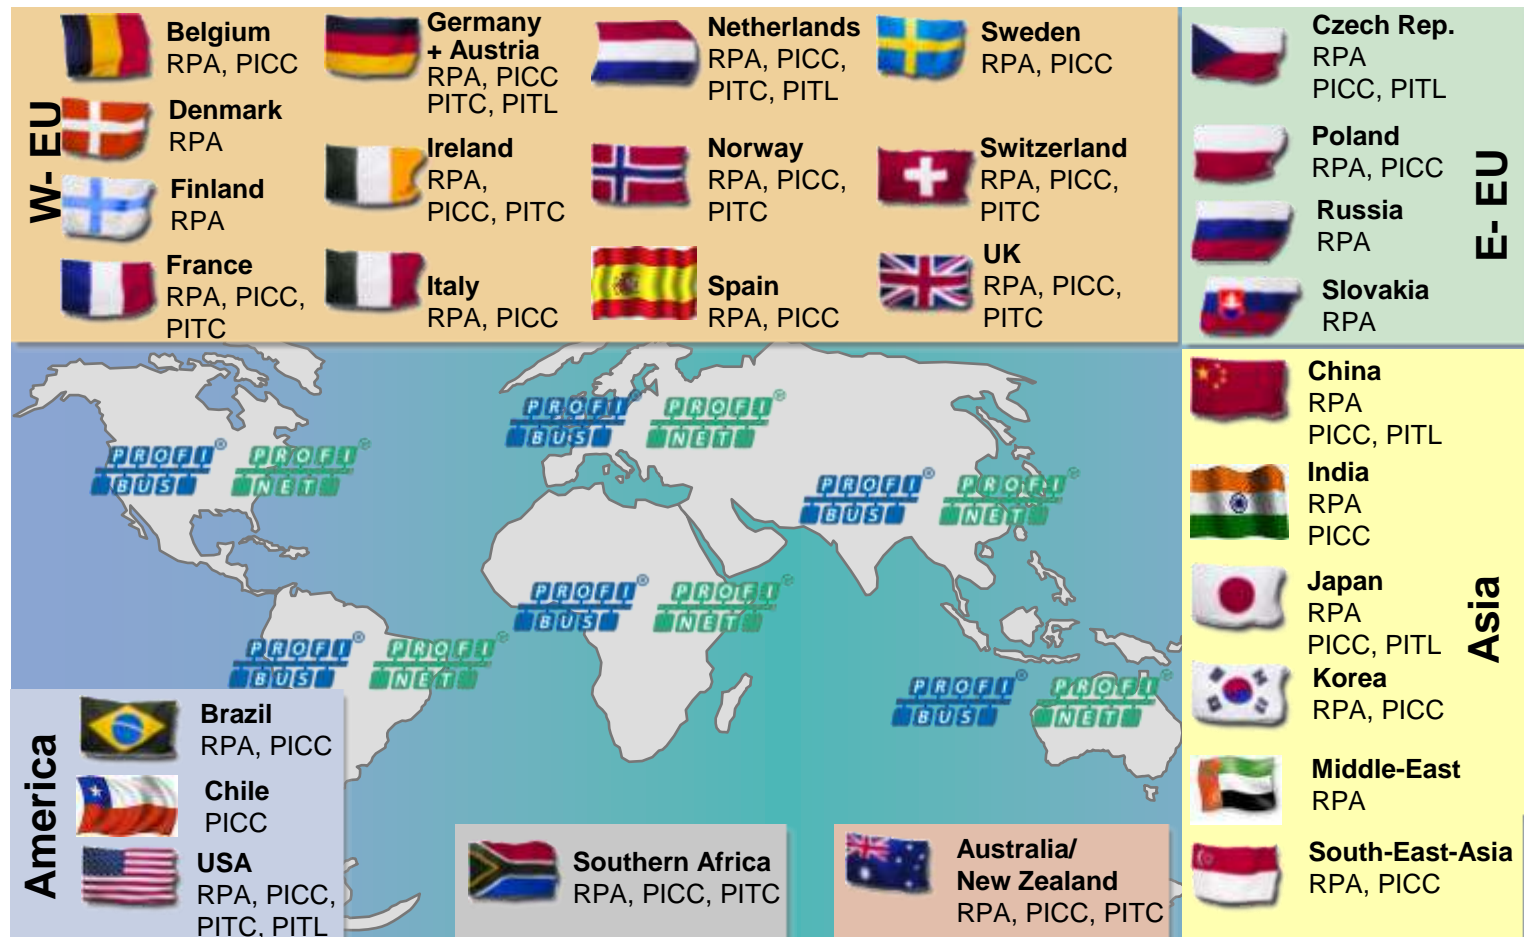 W- EU
Belgium
RPA, PICC
Denmark
RPA
Finland
RPA
France
RPA, PICC,
PITC
Germany
+ Austria
RPA, PICC
PITC, PITL
Ireland
RPA,
PICC, PITC
Italy
RPA, PICC
Netherlands
RPA, PICC,
PITC, PITL
Norway
RPA, PICC,
PITC
Spain
RPA, PICC
Sweden
RPA, PICC
Switzerland
RPA, PICC,
PITC
UK
RPA, PICC,
PITC
E- EU
Czech Rep.
RPA
PICC, PITL
Poland
RPA, PICC
Russia
RPA
Slovakia
RPA
Asia
China
RPA
PICC, PITL
India
RPA
PICC
Japan
RPA
PICC, PITL
Korea
RPA, PICC
Middle-East
RPA
South-East-Asia
RPA, PICC
PROFI®
BUS
PROFI®
NET
PROFI®
BUS
PROFI®
NET
PROFI®
BUS
PROFI®
NET
PROFI®
BUS
PROFI®
NET
PROFI®
BUS
PROFI®
NET
PROFI®
BUS
PROFI®
NET
America
Brazil
RPA, PICC
Chile
PICC
USA
RPA, PICC,
PITC, PITL
Southern Africa
RPA, PICC, PITC
Australia/
New Zealand
RPA, PICC, PITC